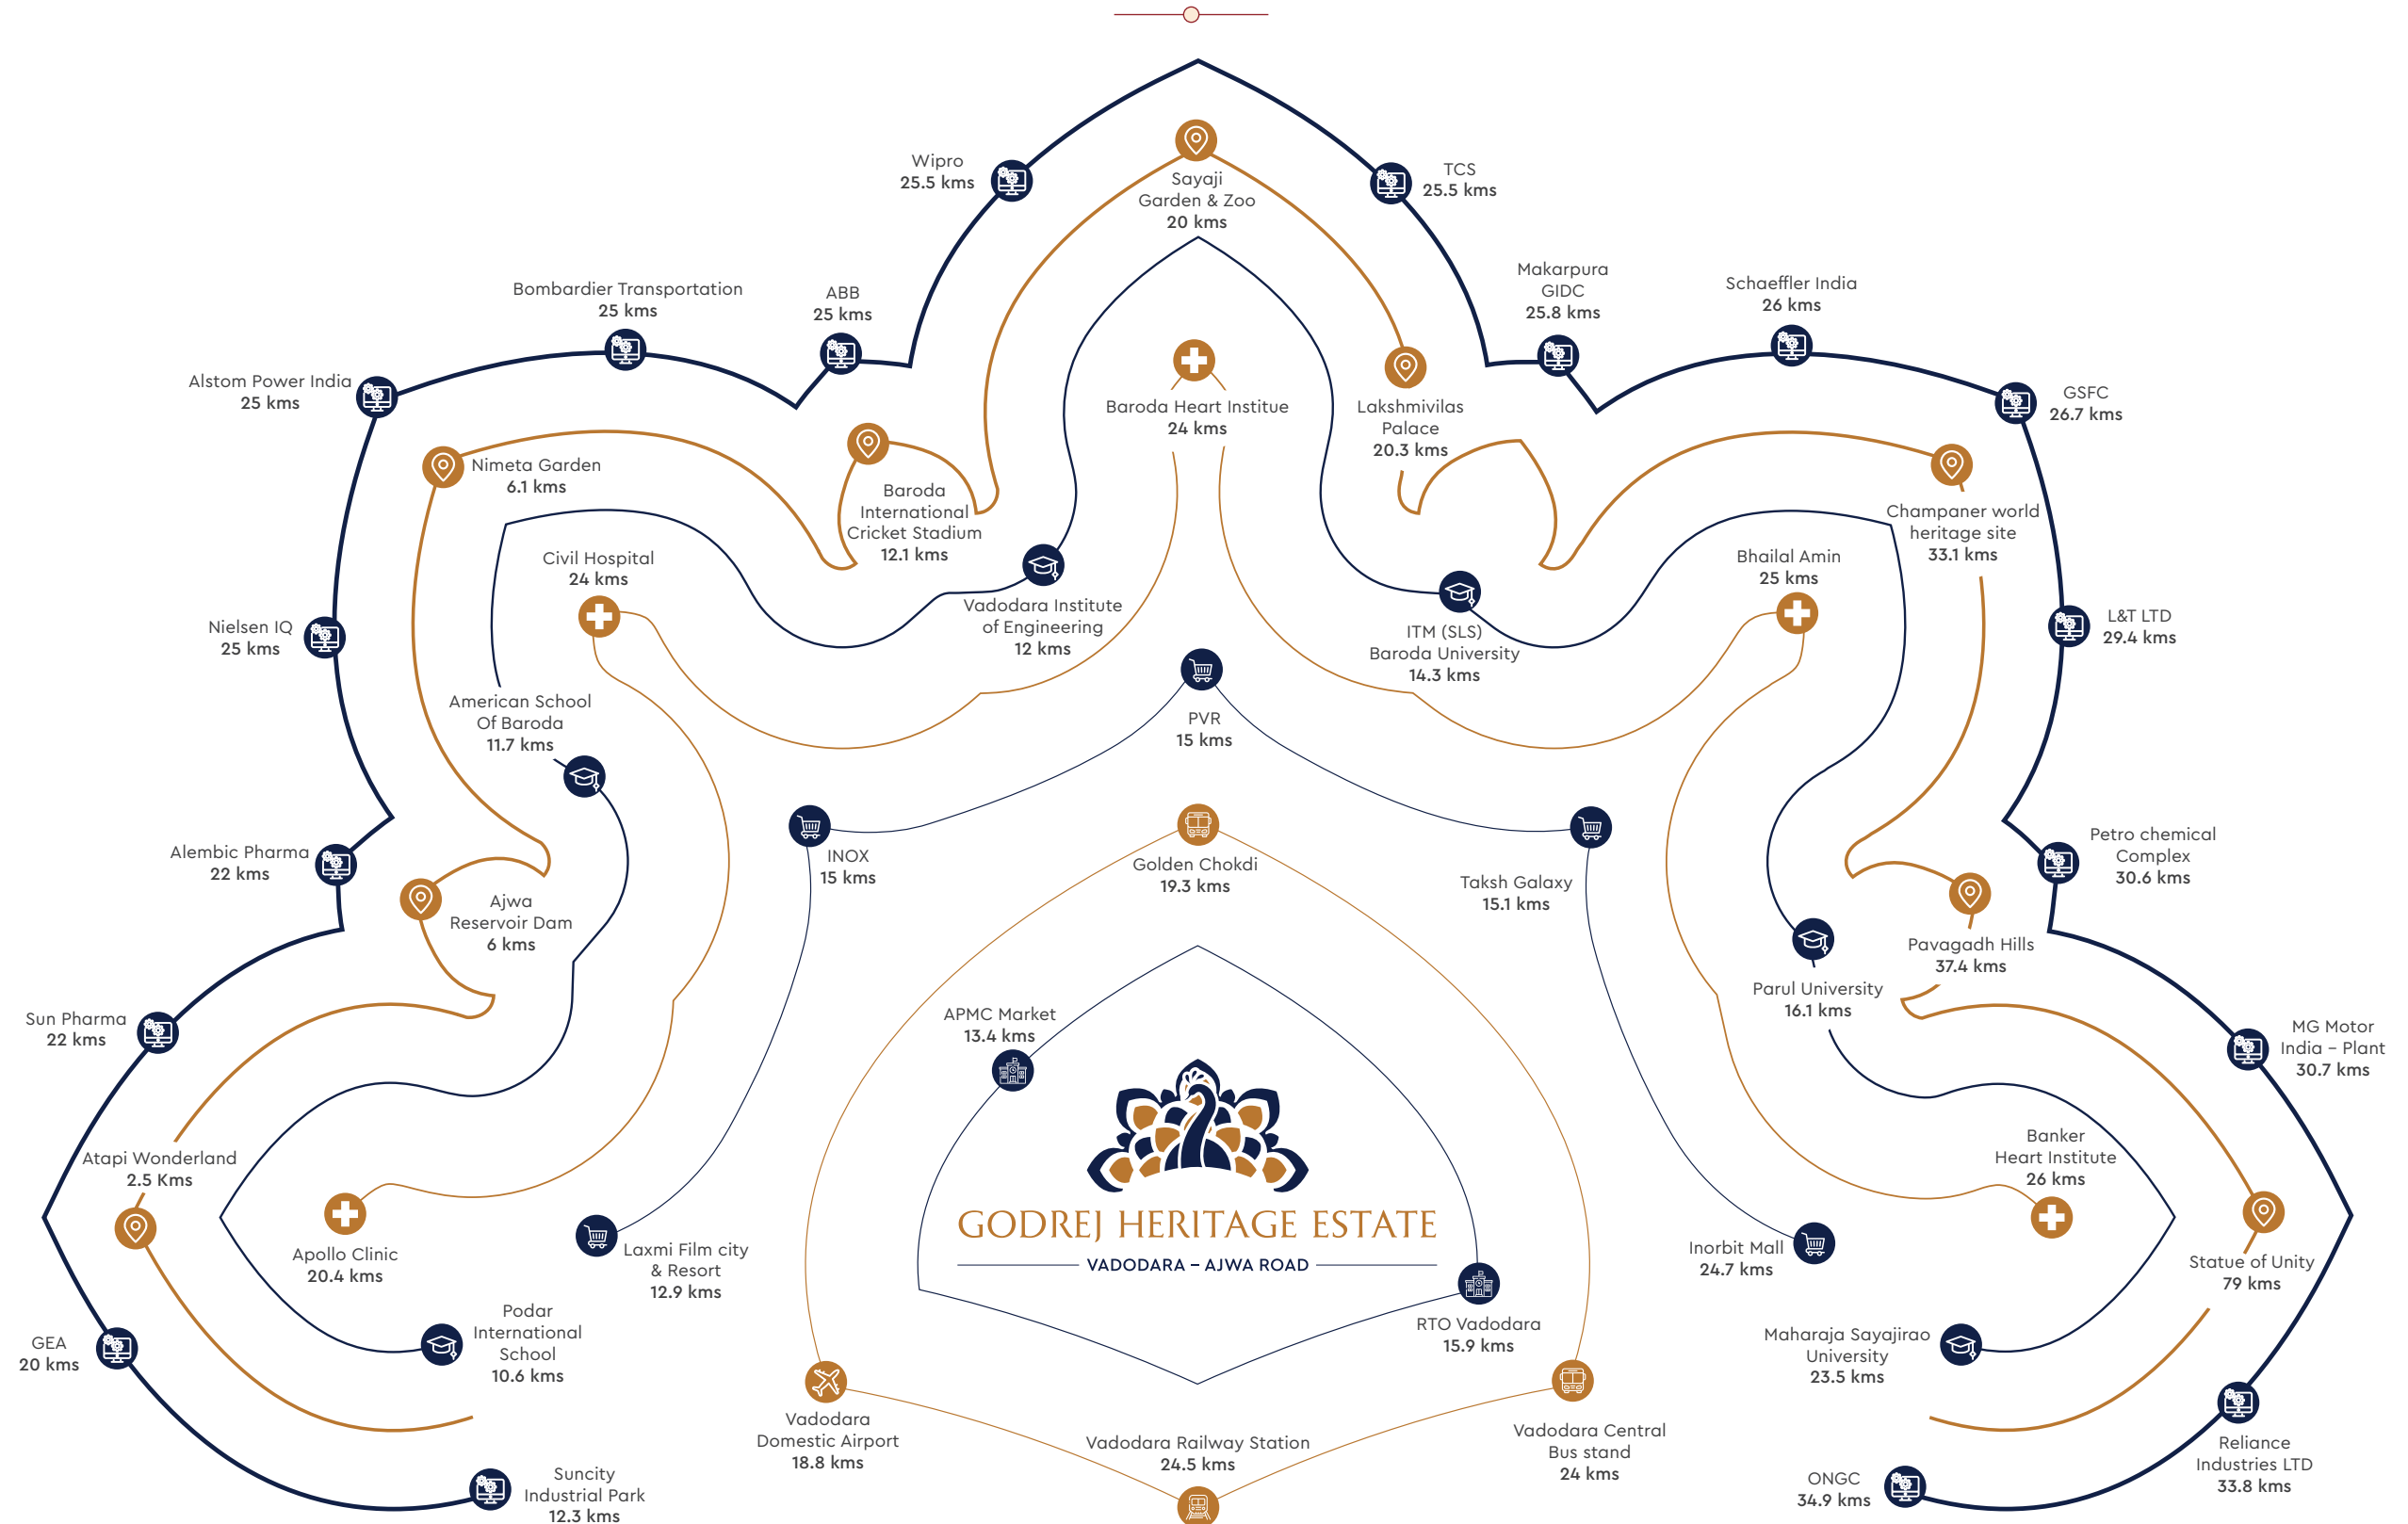 Wipro
25.5 kms
Sayaji
Garden & Zoo
20 kms
TCS
25.5 kms
Makarpura
GIDC
25.8 kms
Schaeffler India
26 kms
Bombardier Transportation
25 kms
ABB
25 kms
Alstom Power India
25 kms
GSFC
26.7 kms
Baroda Heart Institue
24 kms
Lakshmivilas
Palace
20.3 kms
Nimeta Garden
6.1 kms
Baroda
International
Cricket Stadium
12.1 kms
Champaner world
heritage site
33.1 kms
Civil Hospital
24 kms
Bhailal Amin
25 kms
Vadodara Institute
of Engineering
12 kms
ITM (SLS)
Baroda University
14.3 kms
Nielsen IQ
25 kms
L&T LTD
29.4 kms
American School
Of Baroda
11.7 kms
PVR
15 kms
Alembic Pharma
22 kms
INOX
15 kms
Golden Chokdi
19.3 kms
Taksh Galaxy
15.1 kms
Petro chemical
Complex
30.6 kms
Ajwa
Reservoir Dam
6 kms
Pavagadh Hills
37.4 kms
Parul University
16.1 kms
Sun Pharma
22 kms
APMC Market
13.4 kms
MG Motor
India - Plant
30.7 kms
Atapi Wonderland
2.5 Kms
Banker
Heart Institute
26 kms
GODREJ HERITAGE ESTATE
VADODARA - AJWA ROAD
Apollo Clinic
20.4 kms
Laxmi Film city
& Resort
12.9 kms
Inorbit Mall
24.7 kms
Statue of Unity
79 kms
GEA
20 kms
Podar
International
School
10.6 kms
RTO Vadodara
15.9 kms
Maharaja Sayajirao
University
23.5 kms
Vadodara
Domestic Airport
18.8 kms
Vadodara Railway Station
24.5 kms
Vadodara Central
Bus stand
24 kms
Reliance
Industries LTD
33.8 kms
Suncity
Industrial Park
12.3 kms
ONGC
34.9 kms